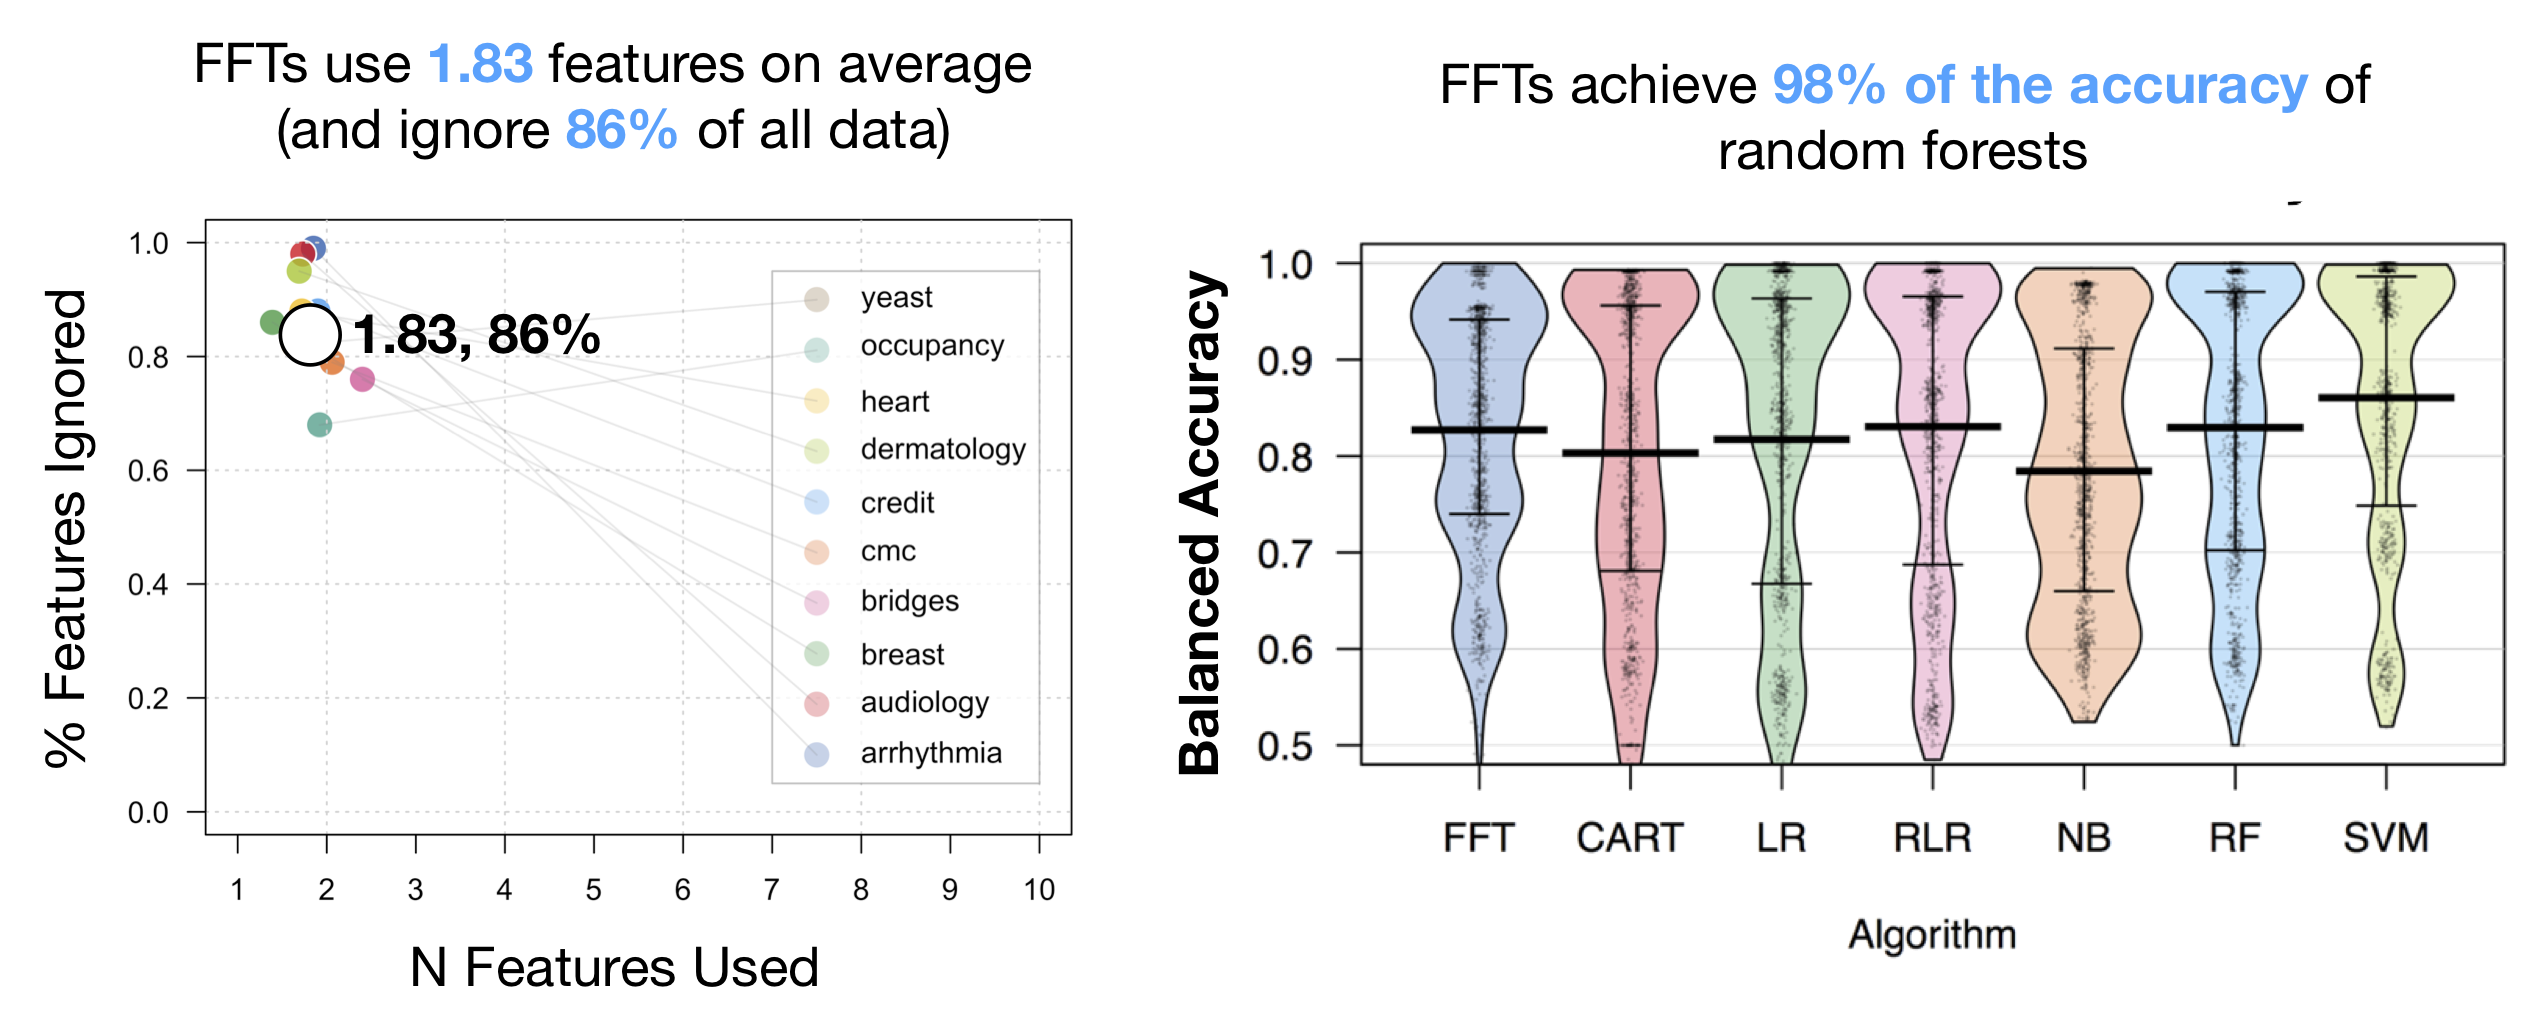 FFTs use 1.83 features on average
(and ignore 86% of all data)
% Features Ignored
1.0
0.8
0.6
0.4
0.2
0.0
1.83, 86%
yeast
occupancy
heart
dermatology
credit
cmc
bridges
breast
audiology
arrhythmia
1 2 3 4 5 6 7 8 9 10
N Features Used
FFTs achieve 98% of the accuracy of
random forests
Balanced Accuracy
1.0
0.9
0.8
0.7
0.6
0.5
FFT CART LR RLR NB RF SVM
Algorithm